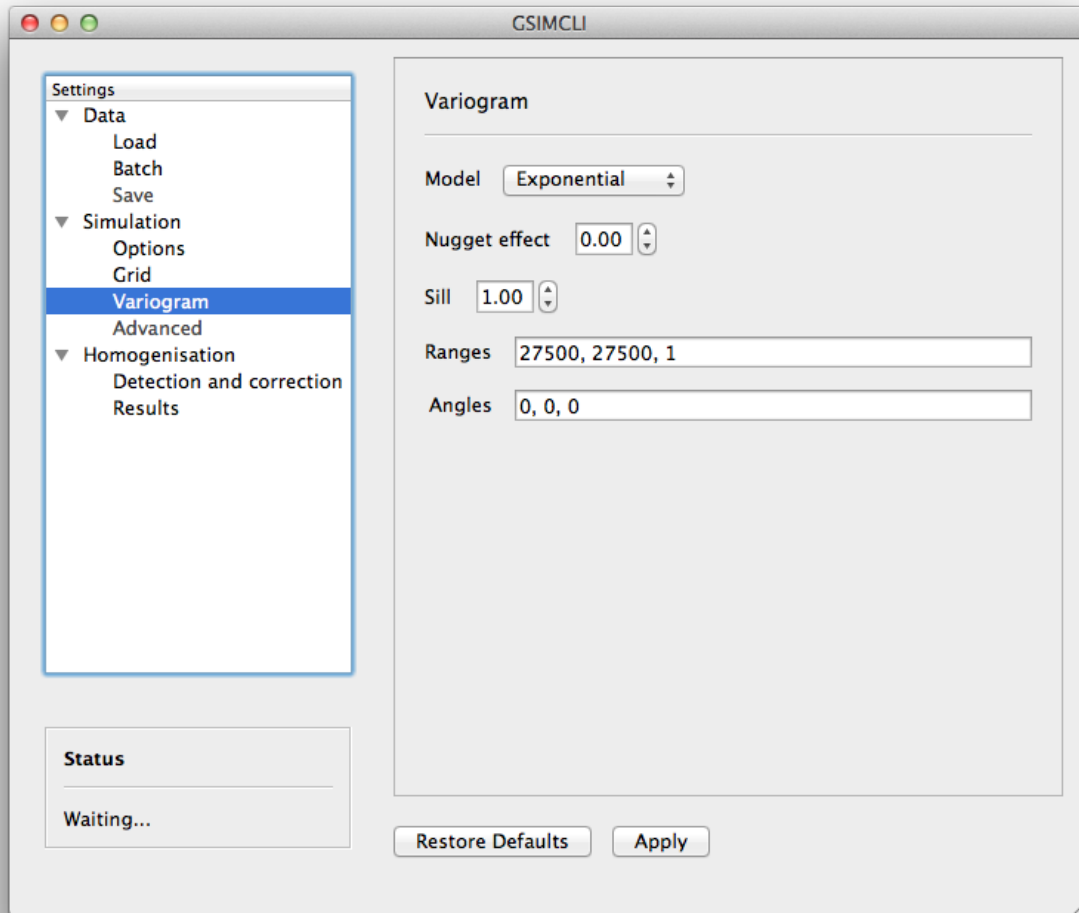 GSIMCLI
Settings
Data
Load
Batch
Save
Simulation
Options
Grid
Variogram
Advanced
Homogenisation
Detection and correction
Results
Status
Waiting...
Variogram
Model Exponential
Nugget effect 0.00
Sill 1.00
Ranges 27500, 27500, 1
Angles 0, 0, 0
Restore Defaults Apply